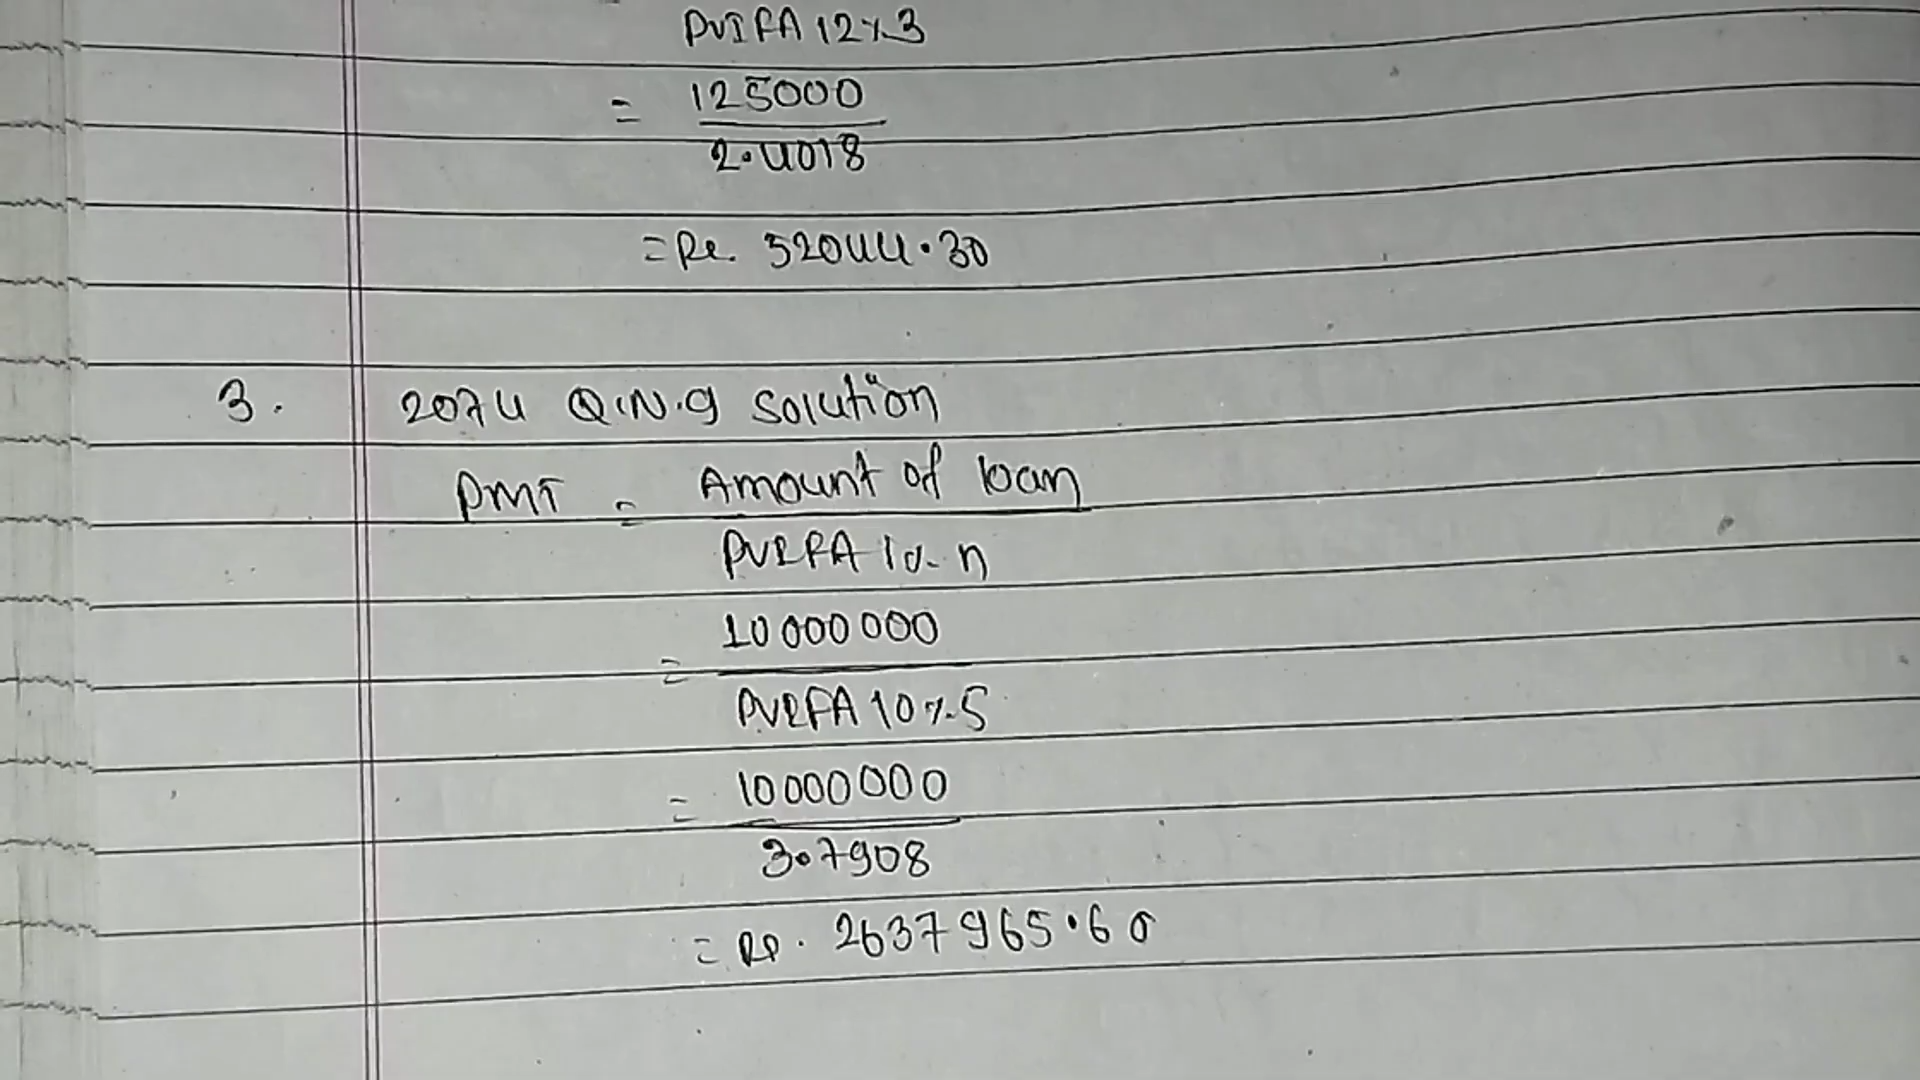 PVIFA 12%3
= 125000
2.4018
= Re. 52044.30
3. 2074 Q.N.9 solution
PMT = Amount of loan
PVIFA 10% n
= 10000000
PVIFA 10%5
= 10000000
3.7908
= Rs. 2637965.60